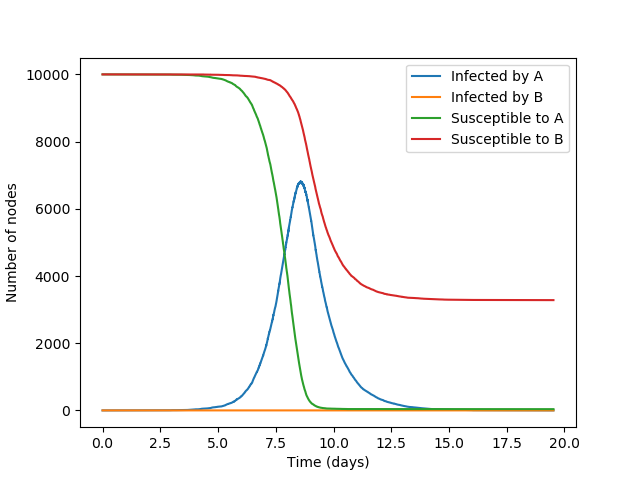 Infected by A
Infected by B
Susceptible to A
Susceptible to B
10000
8000
6000
4000
2000
0
Number of nodes
0.0 2.5 5.0 7.5 10.0 12.5 15.0 17.5 20.0
Time (days)